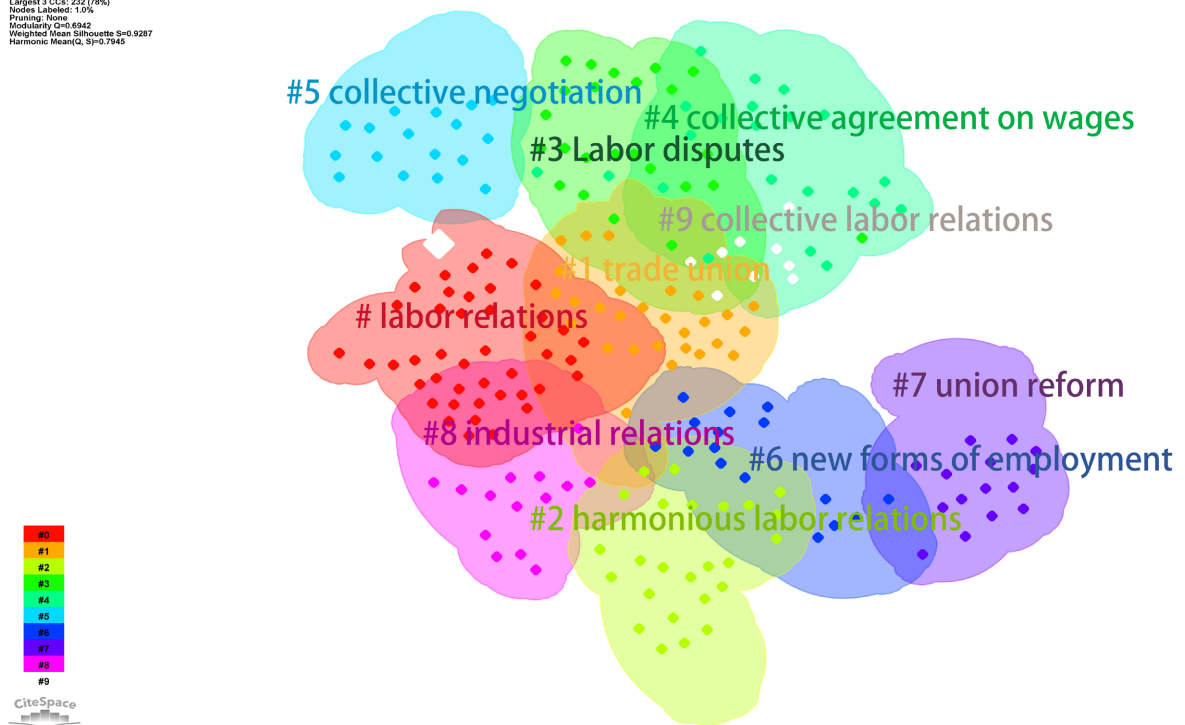 Largest 3 CCs: 232 (78%)
Nodes Labeled: 1.0%
Pruning: None
Modularity Q=0.6942
Weighted Mean Silhouette S=0.9287
Harmonic Mean(Q, S)=0.7945
#5 collective negotiation
#4 collective agreement on wages
#3 Labor disputes
#9 collective labor relations
#1 trade union
# labor relations
#7 union reform
#8 industrial relations
#6 new forms of employment
#2 harmonious labor relations
#0
#1
#2
#3
#4
#5
#6
#7
#8
#9
CiteSpace